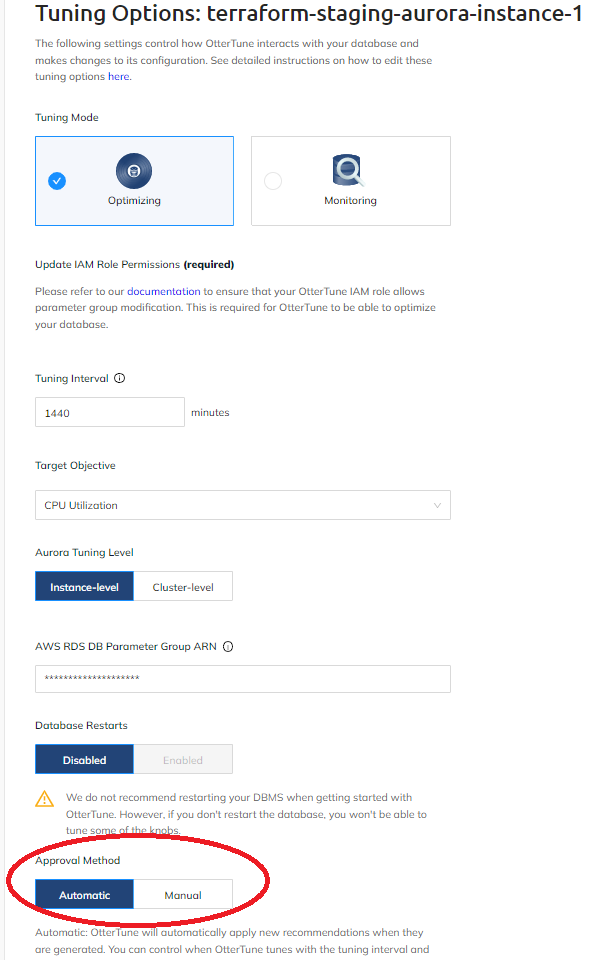 Tuning Options: terraform-staging-aurora-instance-1
The following settings control how OtterTune interacts with your database and
makes changes to its configuration. See detailed instructions on how to edit these
tuning options here.
Tuning Mode
Optimizing
Monitoring
Update IAM Role Permissions (required)
Please refer to our documentation to ensure that your OtterTune IAM role allows
parameter group modification. This is required for OtterTune to be able to optimize
your database.
Tuning Interval
1440 minutes
Target Objective
CPU Utilization
Aurora Tuning Level
Instance-level Cluster-level
AWS RDS DB Parameter Group ARN
********************
Database Restarts
Disabled Enabled
We do not recommend restarting your DBMS when getting started with
OtterTune. However, if you don't restart the database, you won't be able to
tune some of the knobs.
Approval Method
Automatic Manual
Automatic: OtterTune will automatically apply new recommendations when they
are generated. You can control when OtterTune tunes with the tuning interval and